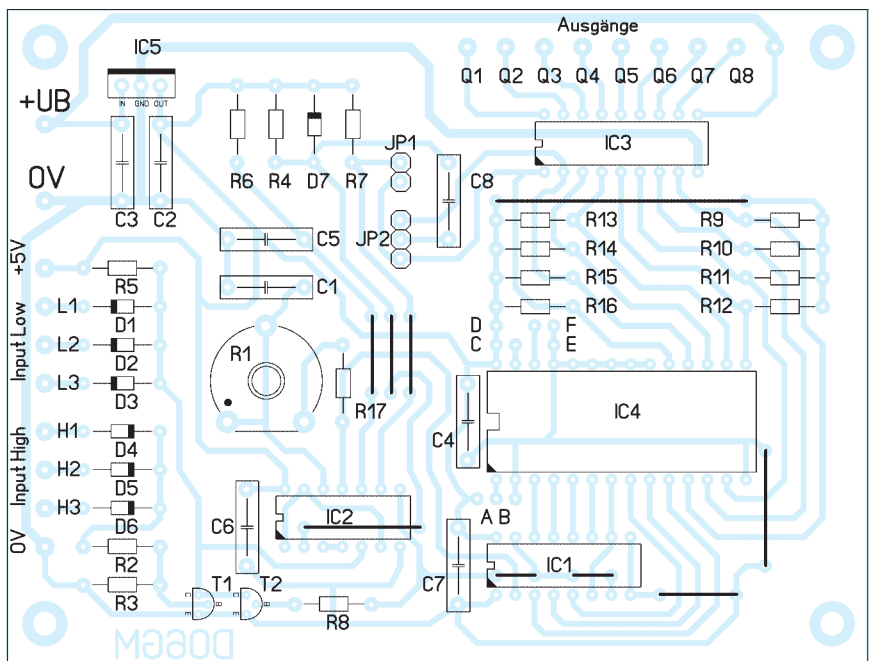 Ausgänge
IC5
Q1 Q2 Q3 Q4 Q5 Q6 Q7 Q8
IN GND OUT
+UB
IC3
JP1
0V
R6 R4 D7 R7
C8
C3 C2
R13 R9
C5
JP2
R14 R10
+5V
R5
R15 R11
C1
L1
D1
R16 R12
Input Low
D F
C E
L2
D2
R1
L3
D3
R17
IC4
H1
D4
C4
Input High
H2
D5
H3
D6
C6
IC2
A B
0V
R2
IC1
C7
T1 T2
C B E
C B E
R3
R8
DO6GM